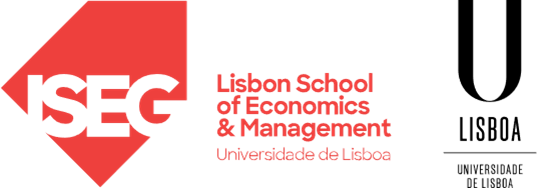 ISEG
Lisbon School
of Economics
& Management
Universidade de Lisboa
U
LISBOA
UNIVERSIDADE
DE LISBOA